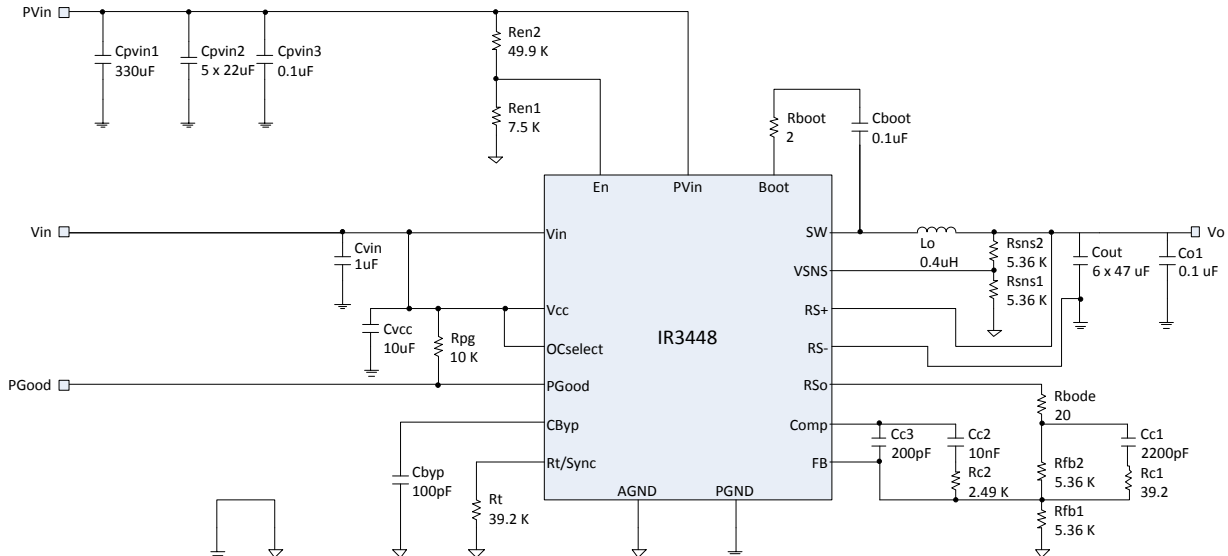 PVin
Cpvin1
330uF
Cpvin2
5 x 22uF
Cpvin3
0.1uF
Ren2
49.9 K
Ren1
7.5 K
Rboot
2
Cboot
0.1uF
En
PVin
Boot
Vin
Cvin
1uF
Vin
SW
Lo
0.4uH
Rsns2
5.36 K
Rsns1
5.36 K
Cout
6 x 47 uF
Co1
0.1 uF
Vo
VSNS
Cvcc
10uF
Rpg
10 K
Vcc
OCselect
IR3448
RS+
RS-
PGood
PGood
RSo
Rbode
20
CByp
Comp
Cc3
200pF
Cc2
10nF
Cc1
2200pF
Cbyp
100pF
Rt/Sync
FB
Rc2
2.49 K
Rfb2
5.36 K
Rc1
39.2
Rt
39.2 K
AGND
PGND
Rfb1
5.36 K